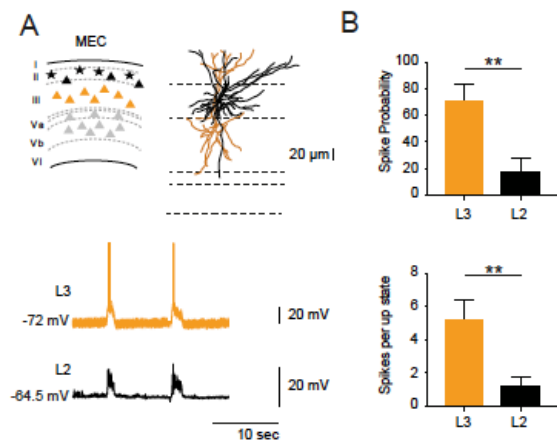 A
MEC
I
II
III
Va
Vb
VI
20 µm
L3
-72 mV
20 mV
L2
-64.5 mV
20 mV
10 sec
B
**
Spike Probability
100
80
60
40
20
0
L3
L2
**
Spikes per up state
8
6
4
2
0
L3
L2